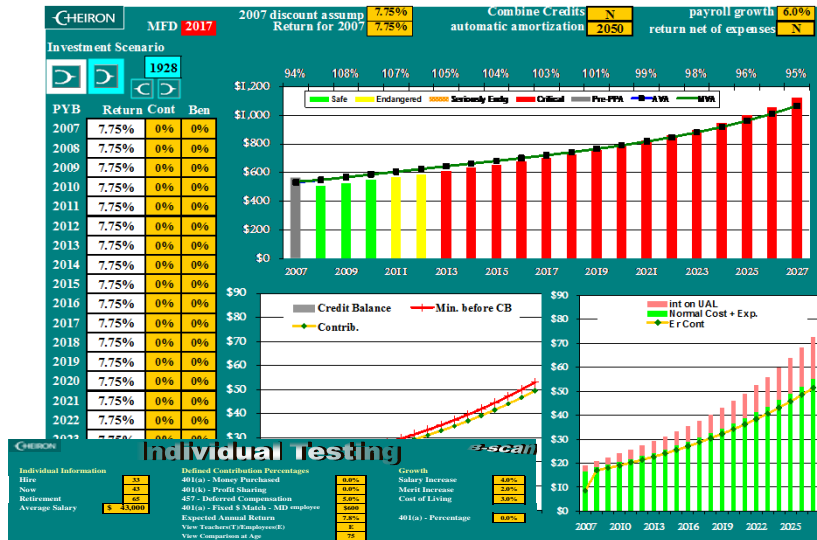 CHEIRON
MFD 2017
2007 discount assump 7.75%
Return for 2007 7.75%
Combine Credits N
automatic amortization 2050
payroll growth 6.0%
return net of expenses N
Investment Scenario
1928
PYB Return Cont Ben
2007 7.75% 0% 0%
2008 7.75% 0% 0%
2009 7.75% 0% 0%
2010 7.75% 0% 0%
2011 7.75% 0% 0%
2012 7.75% 0% 0%
2013 7.75% 0% 0%
2014 7.75% 0% 0%
2015 7.75% 0% 0%
2016 7.75% 0% 0%
2017 7.75% 0% 0%
2018 7.75% 0% 0%
2019 7.75% 0% 0%
2020 7.75% 0% 0%
2021 7.75% 0% 0%
2022 7.75% 0% 0%
2023 7.75% 0% 0%
94% 108% 107% 105% 104% 103% 101% 99% 98% 96% 95%
Safe Endangered Seriously Endg Critical Pre-PPA AVA MVA
$1,200
$1,000
$800
$600
$400
$200
$0
2007 2009 2011 2013 2015 2017 2019 2021 2023 2025 2027
Credit Balance Min. before CB
Contrib.
$90
$80
$70
$60
$50
$40
$30
int on UAL
Normal Cost + Exp.
Er Cont
$90
$80
$70
$60
$50
$40
$30
$20
$10
$0
2007 2010 2013 2016 2019 2022 2025
CHEIRON
Individual Testing
e-scan
Individual Information
Hire 33
Now 43
Retirement 65
Average Salary $ 43,000
Defined Contribution Percentages
401(a) - Money Purchased 0.0%
401(k) - Profit Sharing 0.0%
457 - Deferred Compensation 5.0%
401(a) - Fixed $ Match - MD employee $600
Expected Annual Return 7.8%
View Teachers(T)/Employees(E) E
View Comparison at Age 75
Growth
Salary Increase 4.0%
Merit Increase 2.0%
Cost of Living 3.0%
401(a) - Percentage 0.0%